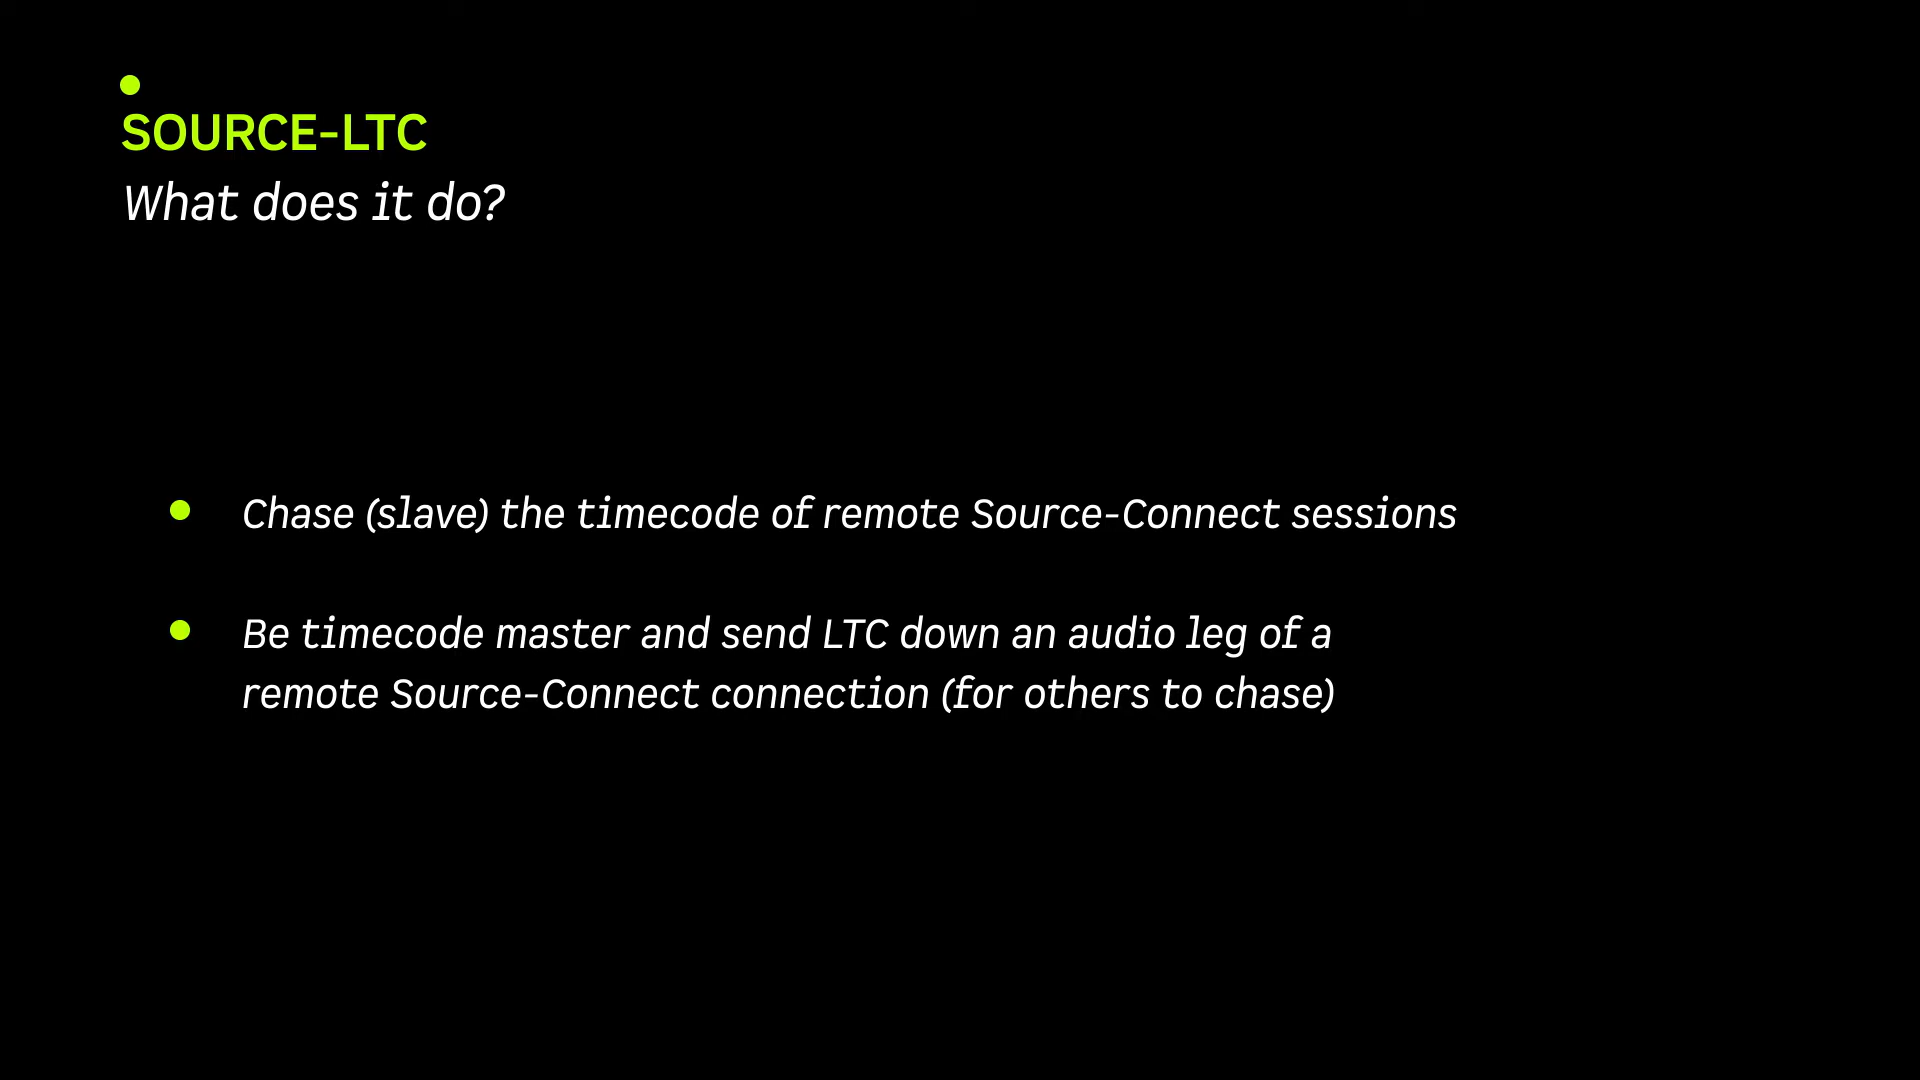 SOURCE-LTC
What does it do?
Chase (slave) the timecode of remote Source-Connect sessions
Be timecode master and send LTC down an audio leg of a
remote Source-Connect connection (for others to chase)